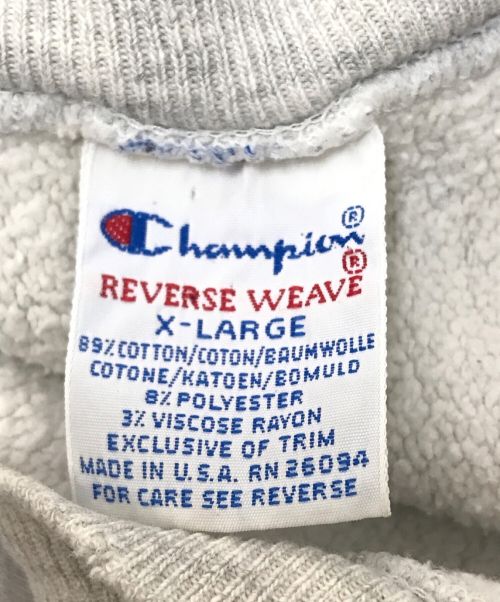 Champion®
REVERSE WEAVE®
X-LARGE
89% COTTON/COTON/BAUMWOLLE
COTONE/KATOEN/BOMULD
8% POLYESTER
3% VISCOSE RAYON
EXCLUSIVE OF TRIM
MADE IN U.S.A. RN 26094
FOR CARE SEE REVERSE